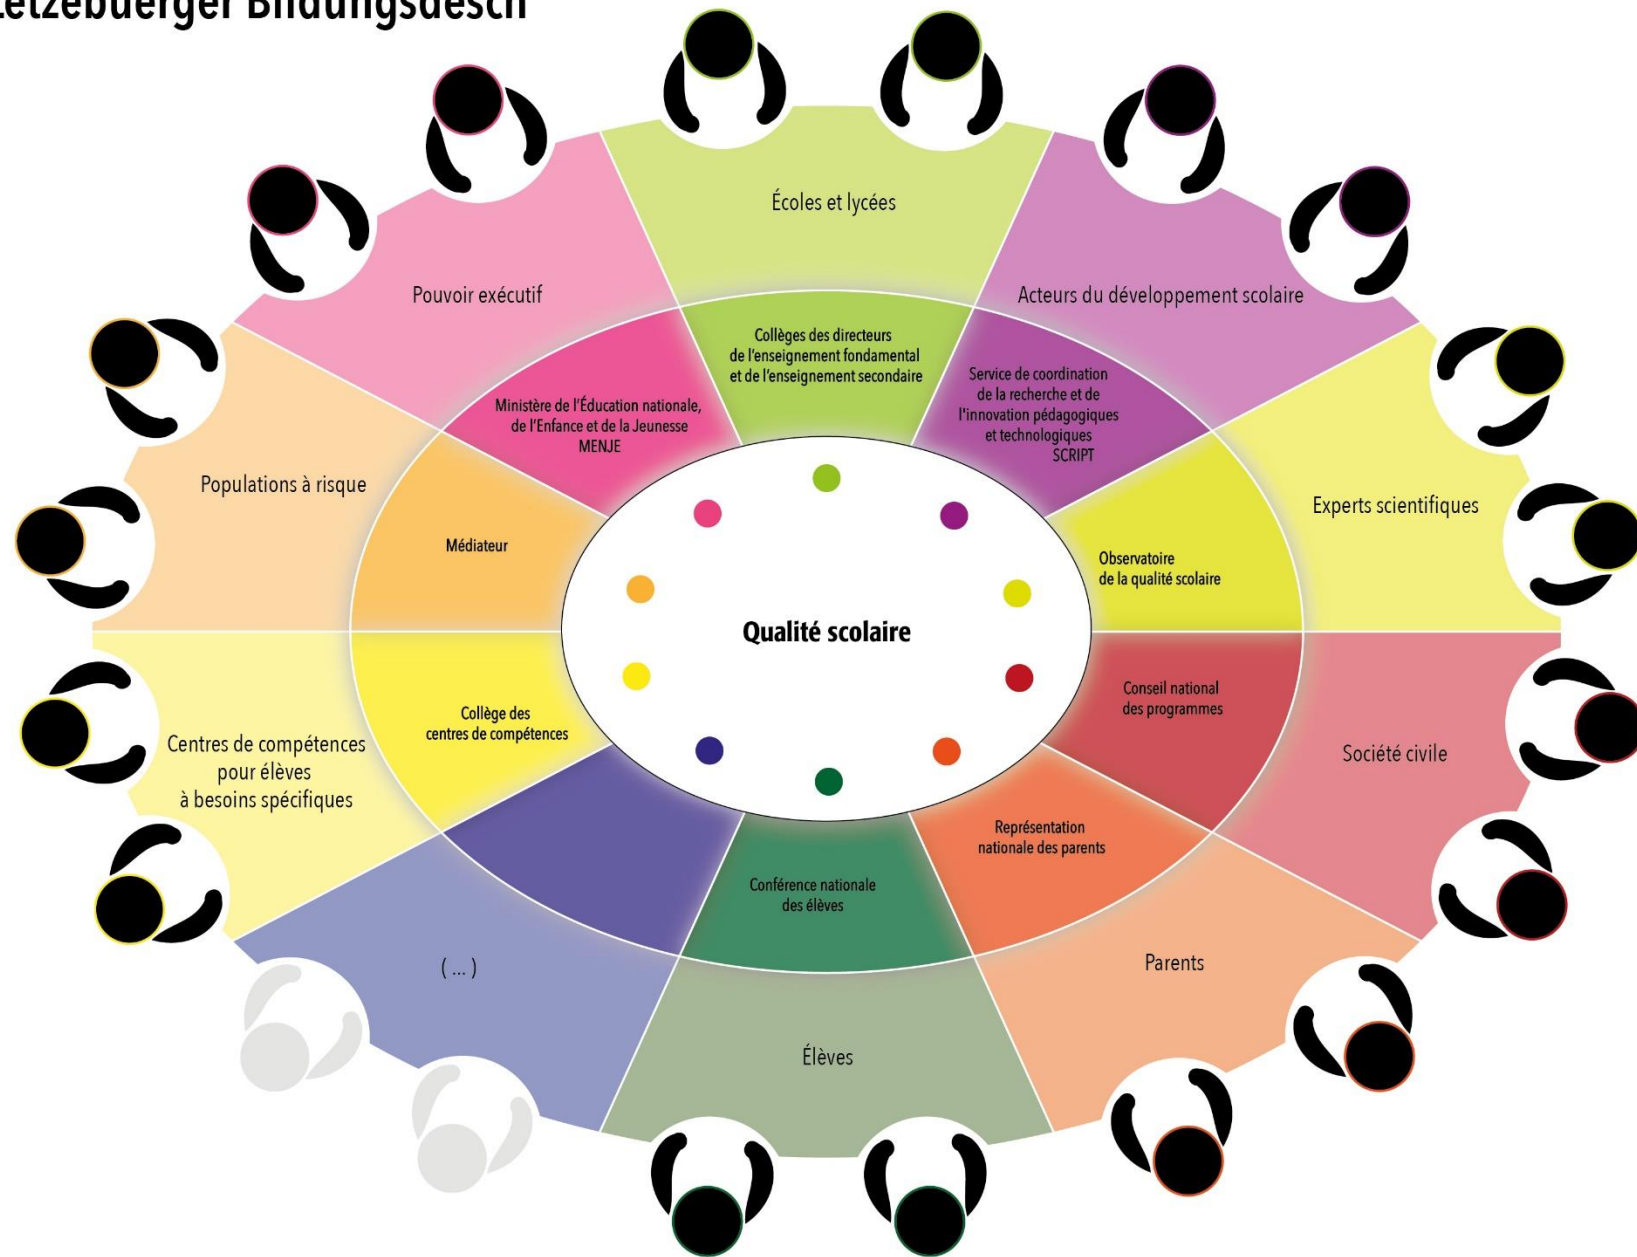 Lëtzebuerger Bildungsdësch
Écoles et lycées
Pouvoir exécutif
Acteurs du développement scolaire
Collèges des directeurs
de l'enseignement fondamental
et de l'enseignement secondaire
Ministère de l'Éducation nationale,
de l'Enfance et de la Jeunesse
MENJE
Service de coordination
de la recherche et de
l'innovation pédagogiques
et technologiques
SCRIPT
Populations à risque
Médiateur
Observatoire
de la qualité scolaire
Experts scientifiques
Qualité scolaire
Centres de compétences
pour élèves
à besoins spécifiques
Collège des
centres de compétences
Conseil national
des programmes
Société civile
Représentation
nationale des parents
Conférence nationale
des élèves
( ... )
Élèves
Parents